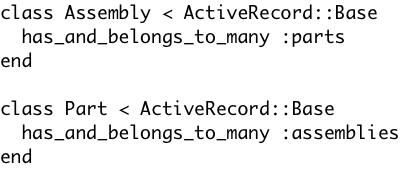 class Assembly < ActiveRecord::Base
  has_and_belongs_to_many :parts
end

class Part < ActiveRecord::Base
  has_and_belongs_to_many :assemblies
end